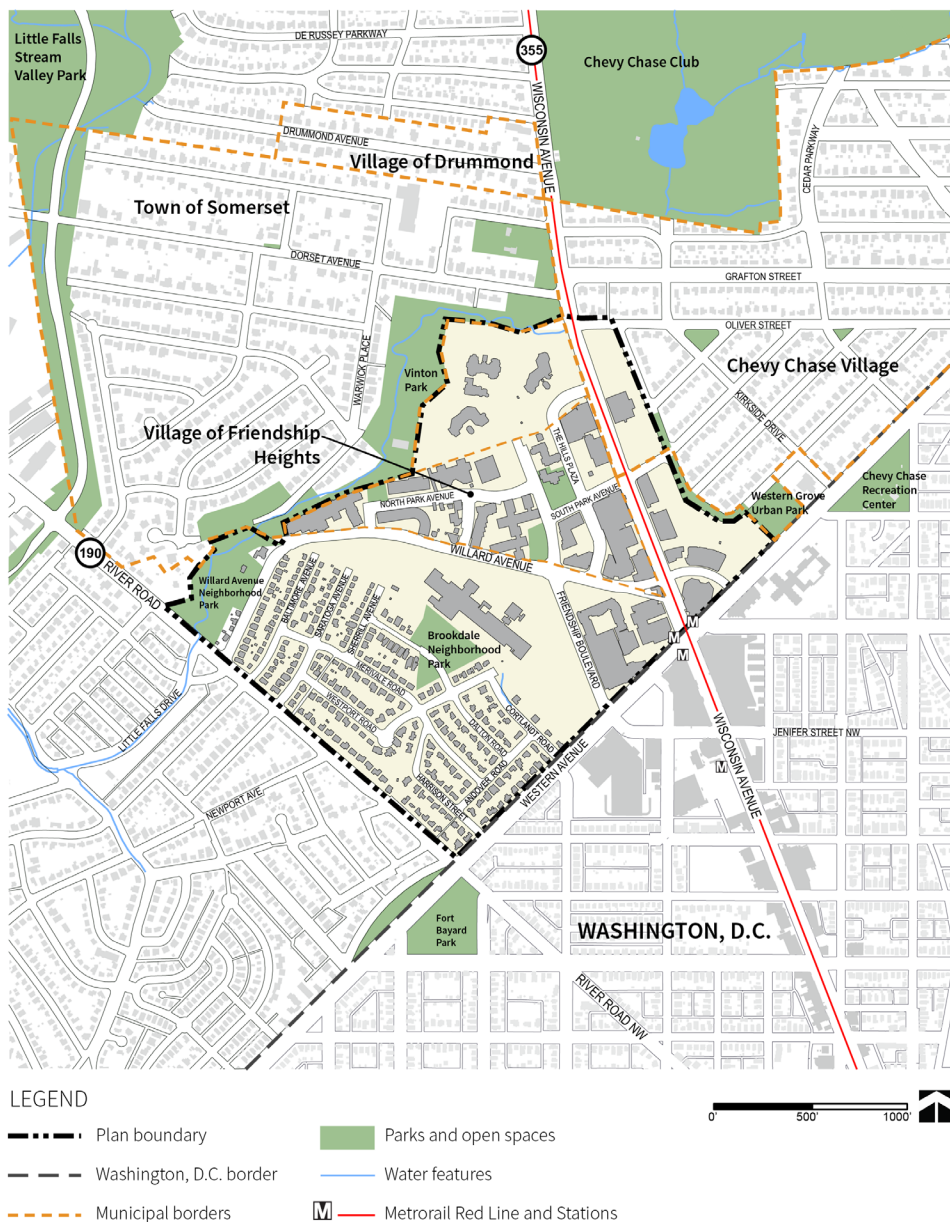 Little Falls
Stream
Valley Park
DE RUSSEY PARKWAY
355
Chevy Chase Club
WISCONSIN AVENUE
DRUMMOND AVENUE
Village of Drummond
CEDAR PARKWAY
Town of Somerset
DORSET AVENUE
GRAFTON STREET
OLIVER STREET
WARWICK PLACE
Vinton
Park
Chevy Chase Village
KIRKSIDE DRIVE
Village of Friendship
Heights
THE HILLS PLAZA
NORTH PARK AVENUE
SOUTH PARK AVENUE
Western Grove
Urban Park
Chevy Chase
Recreation
Center
190
RIVER ROAD
WILLARD AVENUE
Willard Avenue
Neighborhood
Park
BALTIMORE AVENUE
SARATOGA AVENUE
SHERRILL AVENUE
FRIENDSHIP BOULEVARD
Brookdale
Neighborhood
Park
M
M
M
MERIVALE ROAD
WESTPORT ROAD
LITTLE FALLS DRIVE
CORTLANDT ROAD
DALTON ROAD
WISCONSIN AVENUE
JENIFER STREET NW
WESTERN AVENUE
M
ANDOVER ROAD
HARRISON STREET
NEWPORT AVE.
Fort
Bayard
Park
WASHINGTON, D.C.
RIVER ROAD NW
LEGEND
0' 500' 1000'
Plan boundary
Parks and open spaces
Washington, D.C. border
Water features
Municipal borders
M Metrorail Red Line and Stations